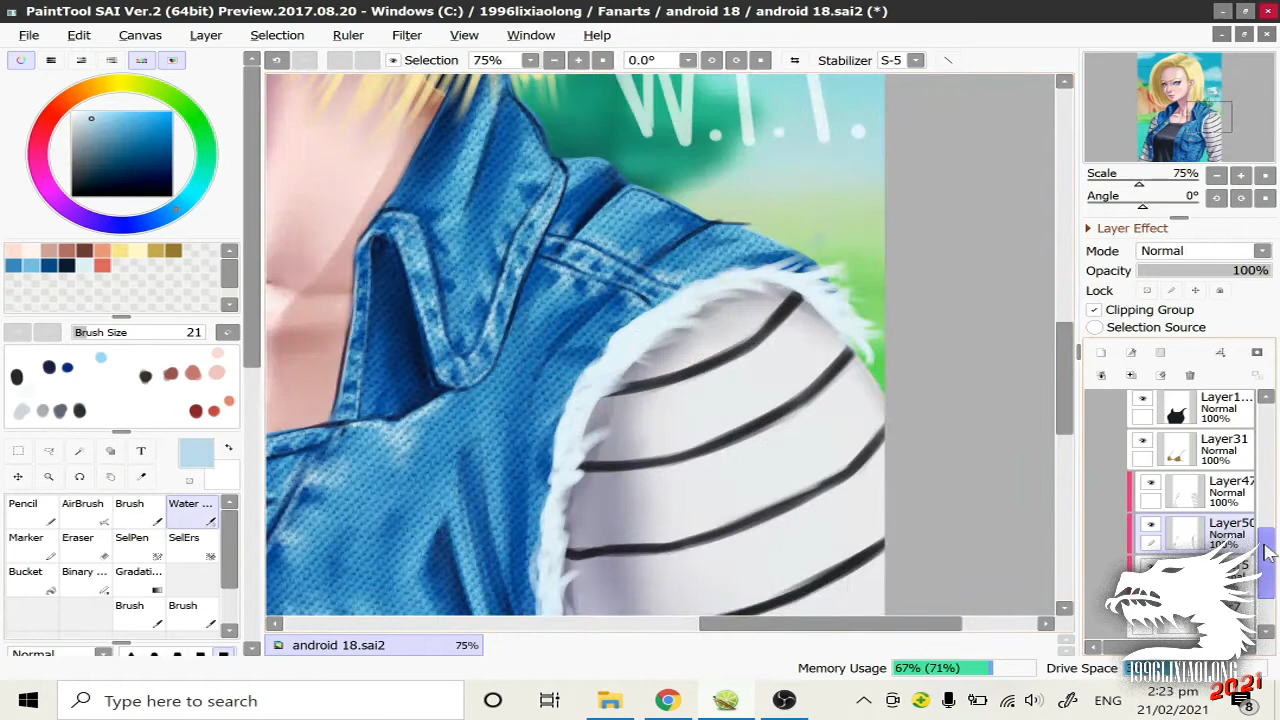 PaintTool SAI Ver.2 (64bit) Preview.2017.08.20 - Windows (C:) / 1996lixiaolong / Fanarts / android 18 / android 18.sai2 (*)
File Edit Canvas Layer Selection Ruler Filter View Window Help
Selection 75% 0.0° Stabilizer S-5
W.I.P.
Scale 75%
Angle 0°
Layer Effect
Mode Normal
Opacity 100%
Lock
Clipping Group
Selection Source
Brush Size 21
T
Pencil AirBrush Brush Water ...
Marker Eraser SelPen SelErs
Bucket Binary ... Gradati...
Brush Brush
Normal
Layer1...
Normal
100%
Layer31
Normal
100%
Layer47
Normal
100%
Layer50
Normal
100%
android 18.sai2 75%
Memory Usage 67% (71%) Drive Space
1996LIXIAOLONG
2021
Type here to search
ENG
2:23 pm
21/02/2021
8